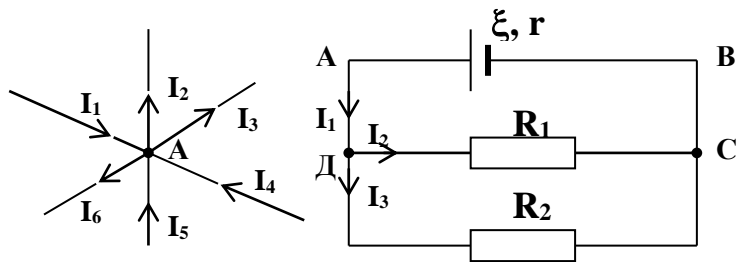 I₁
I₂
I₃
A
I₄
I₅
I₆
А
ξ, r
В
I₁
I₂
R₁
Д
С
I₃
R₂